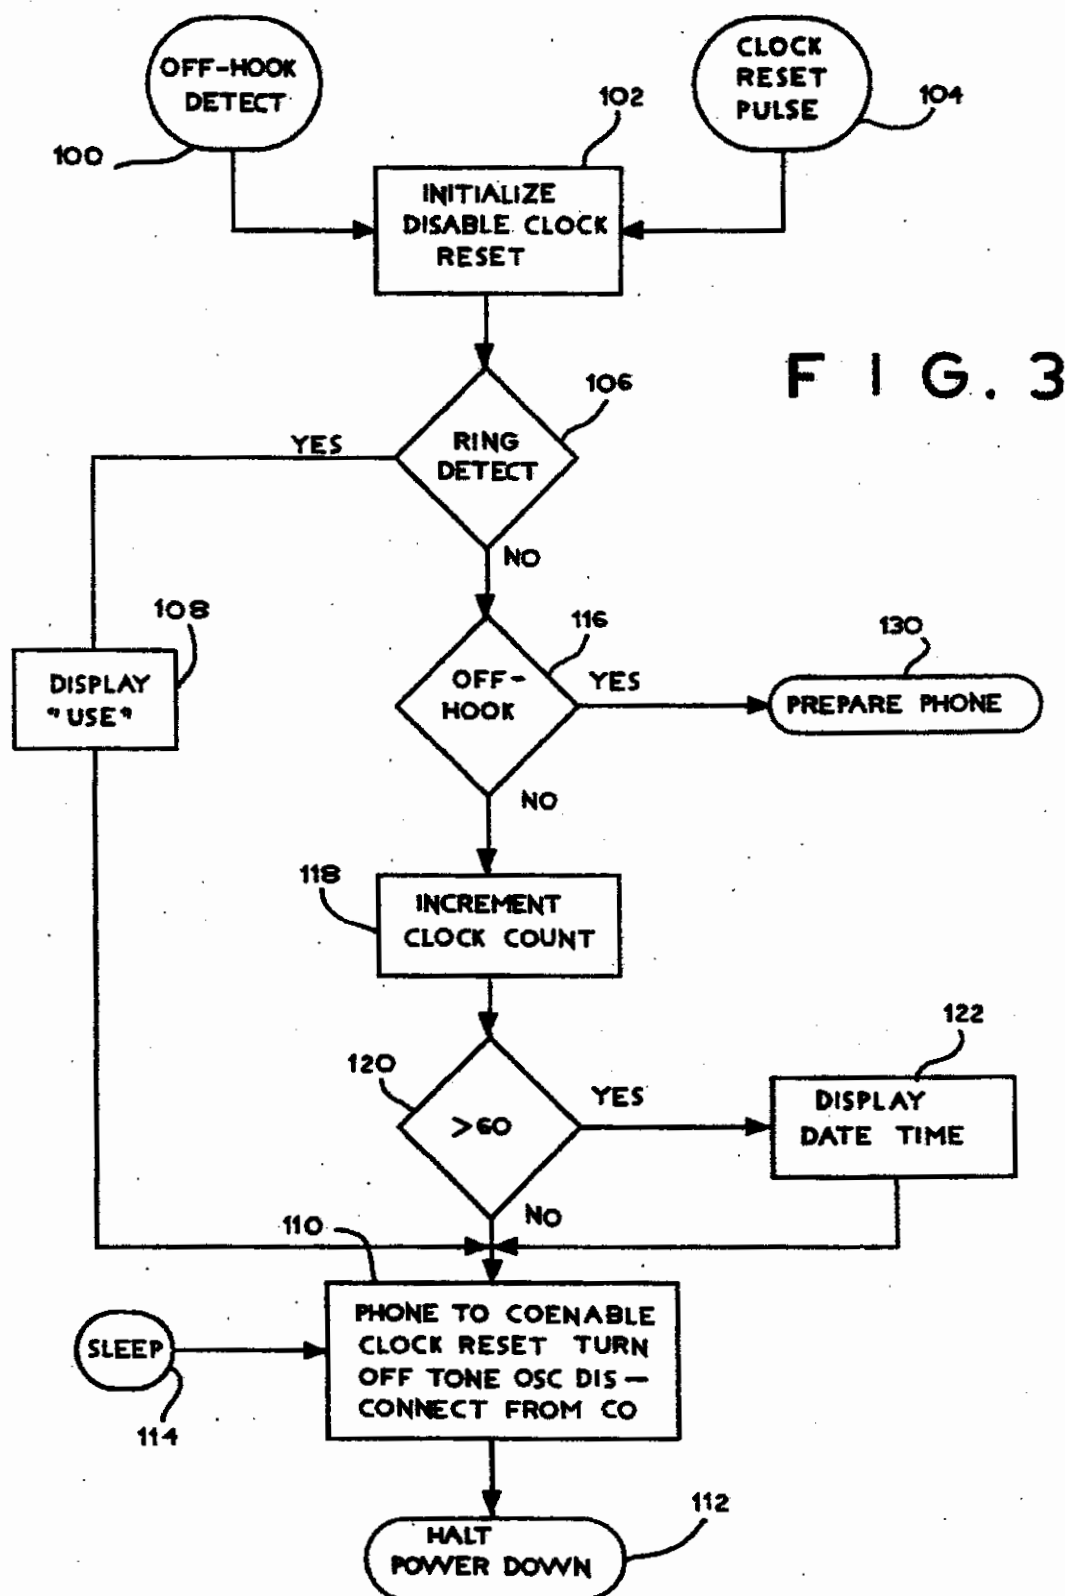 OFF-HOOK
DETECT
100
CLOCK
RESET
PULSE
104
102
INITIALIZE
DISABLE CLOCK
RESET
FIG. 3
106
RING
DETECT
YES
NO
108
DISPLAY
"USE"
116
OFF-
HOOK
YES
130
PREPARE PHONE
NO
118
INCREMENT
CLOCK COUNT
120
>60
YES
122
DISPLAY
DATE TIME
NO
110
PHONE TO COENABLE
CLOCK RESET TURN
OFF TONE OSC DIS-
CONNECT FROM CO
SLEEP
114
112
HALT
POWER DOWN